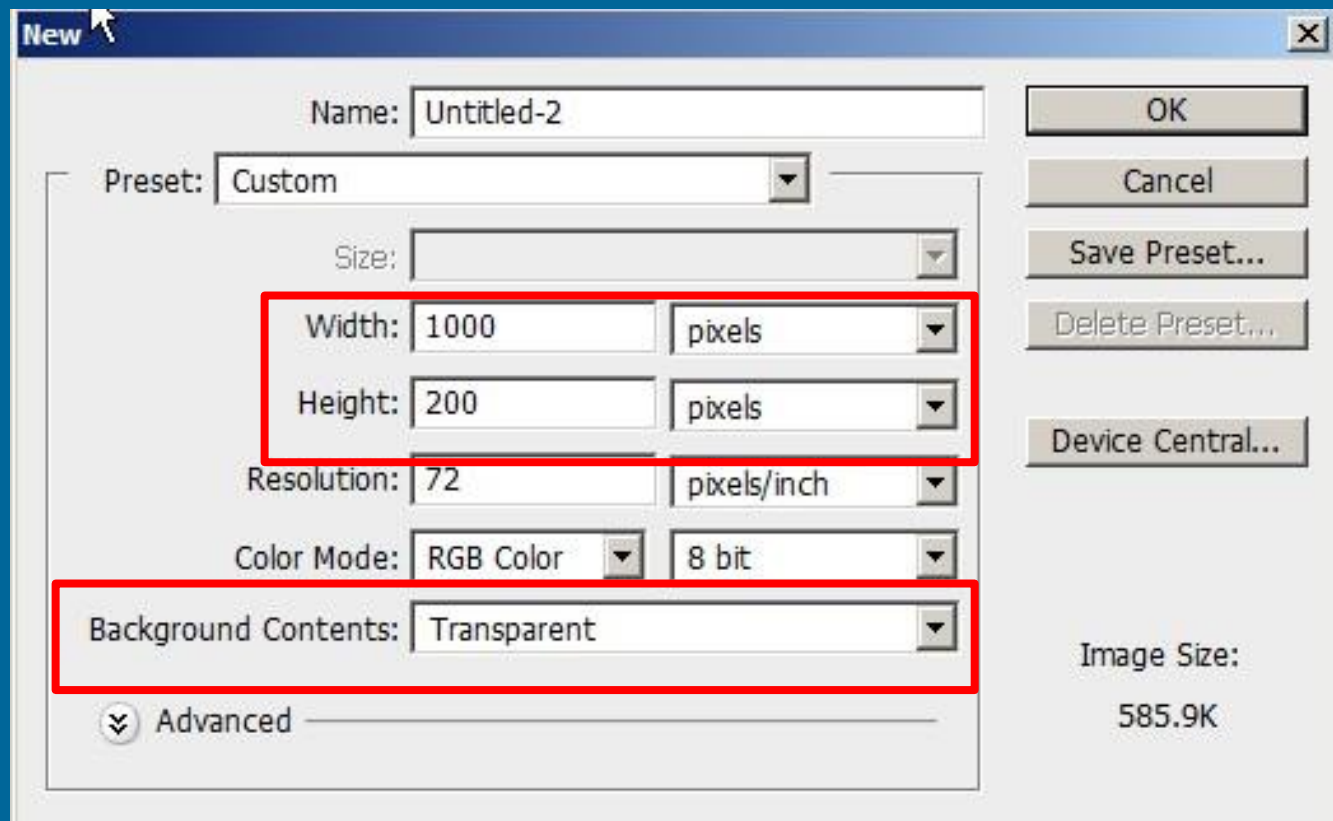 New
Name: Untitled-2
OK
Preset: Custom
Cancel
Size:
Save Preset...
Width: 1000 pixels
Delete Preset...
Height: 200 pixels
Device Central...
Resolution: 72 pixels/inch
Color Mode: RGB Color 8 bit
Background Contents: Transparent
Image Size:
585.9K
Advanced